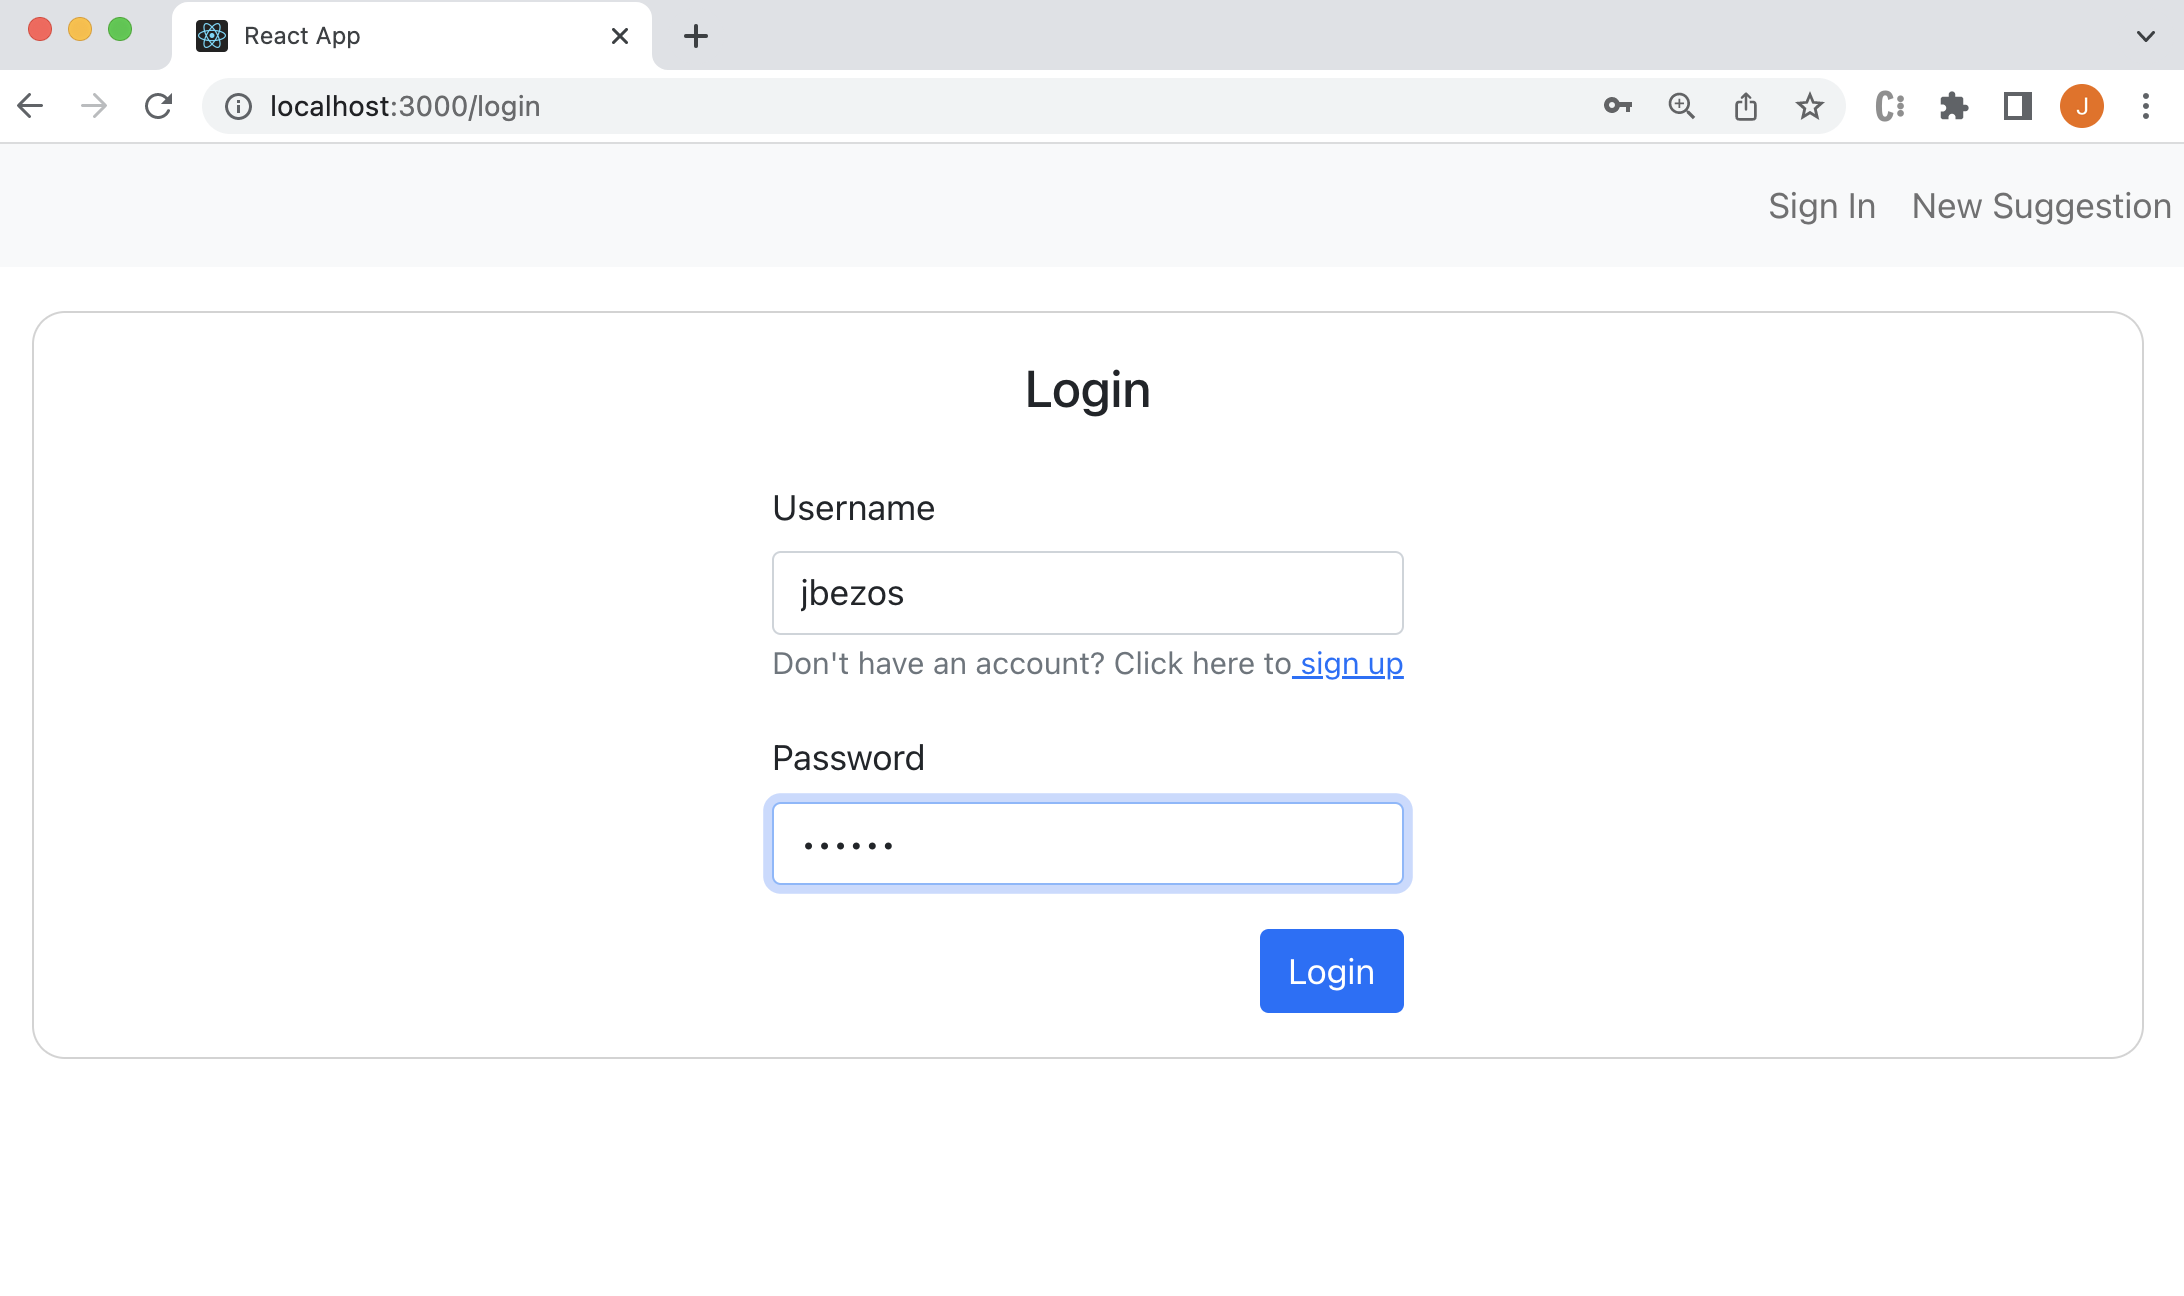 React App
localhost:3000/login
J
Sign In New Suggestion
Login
Username
jbezos
Don't have an account? Click here to sign up
Password
••••••
Login